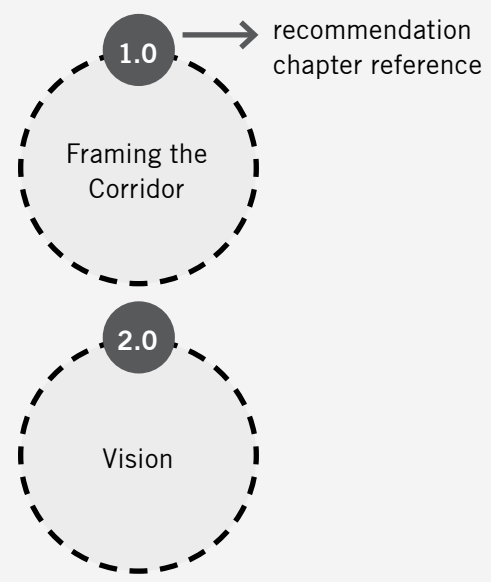 1.0
recommendation
chapter reference
Framing the
Corridor
2.0
Vision